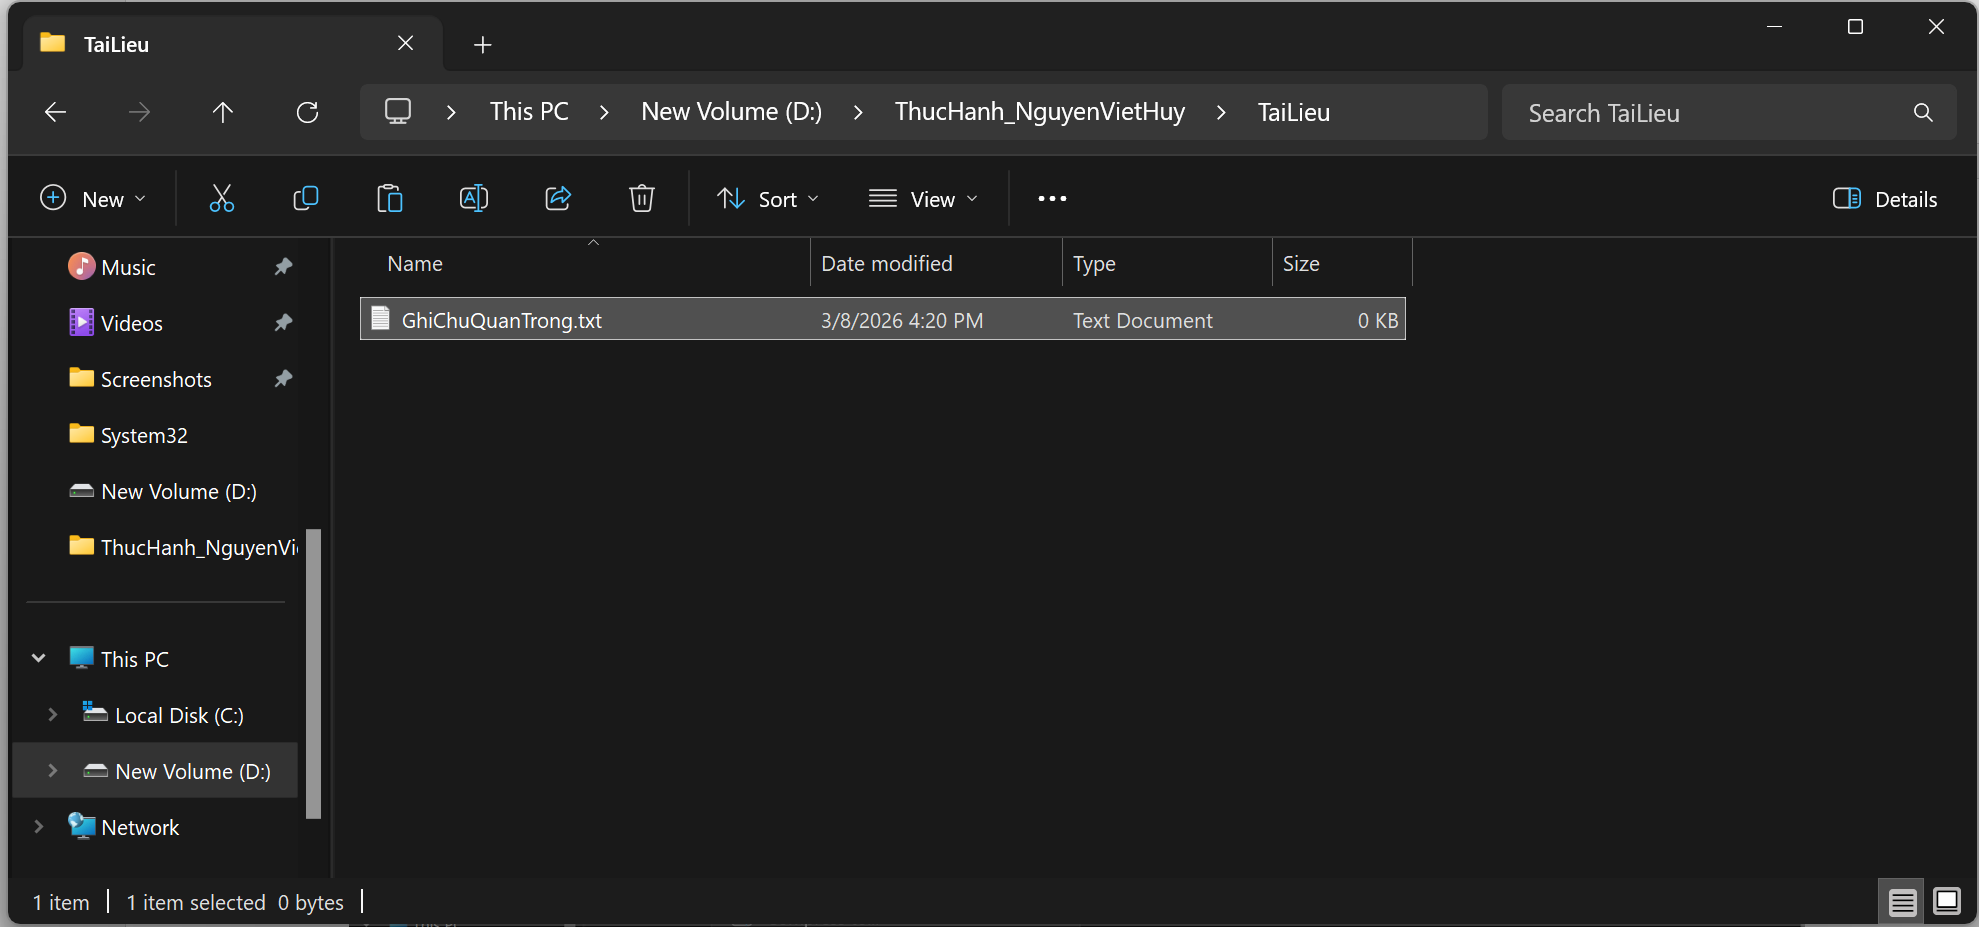 TaiLieu
This PC
New Volume (D:)
ThucHanh_NguyenVietHuy
TaiLieu
Search TaiLieu
New
Sort
View
Details
Music
Videos
Screenshots
System32
New Volume (D:)
ThucHanh_NguyenVi
This PC
Local Disk (C:)
New Volume (D:)
Network
Name
Date modified
Type
Size
GhiChuQuanTrong.txt
3/8/2026 4:20 PM
Text Document
0 KB
1 item
1 item selected 0 bytes